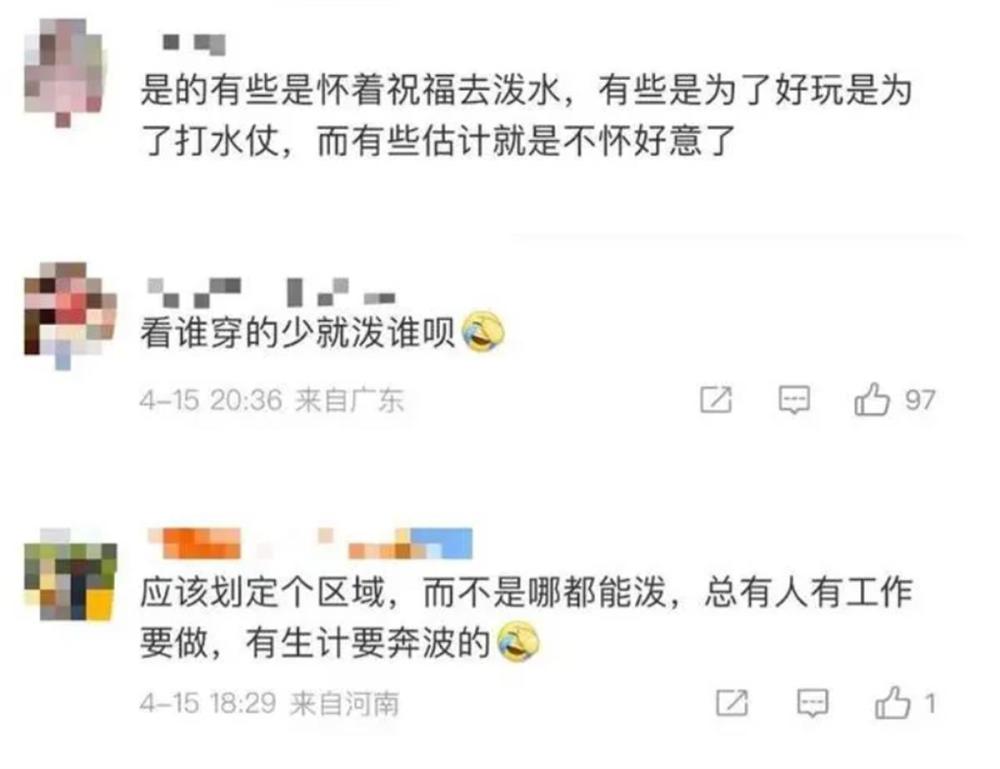 是的有些是怀着祝福去泼水，有些是为了好玩是为
了打水仗，而有些估计就是不怀好意了
看谁穿的少就泼谁呗
4-15 20:36 来自广东
97
应该划定个区域，而不是哪都能泼，总有人有工作
要做，有生计要奔波的
4-15 18:29 来自河南
1